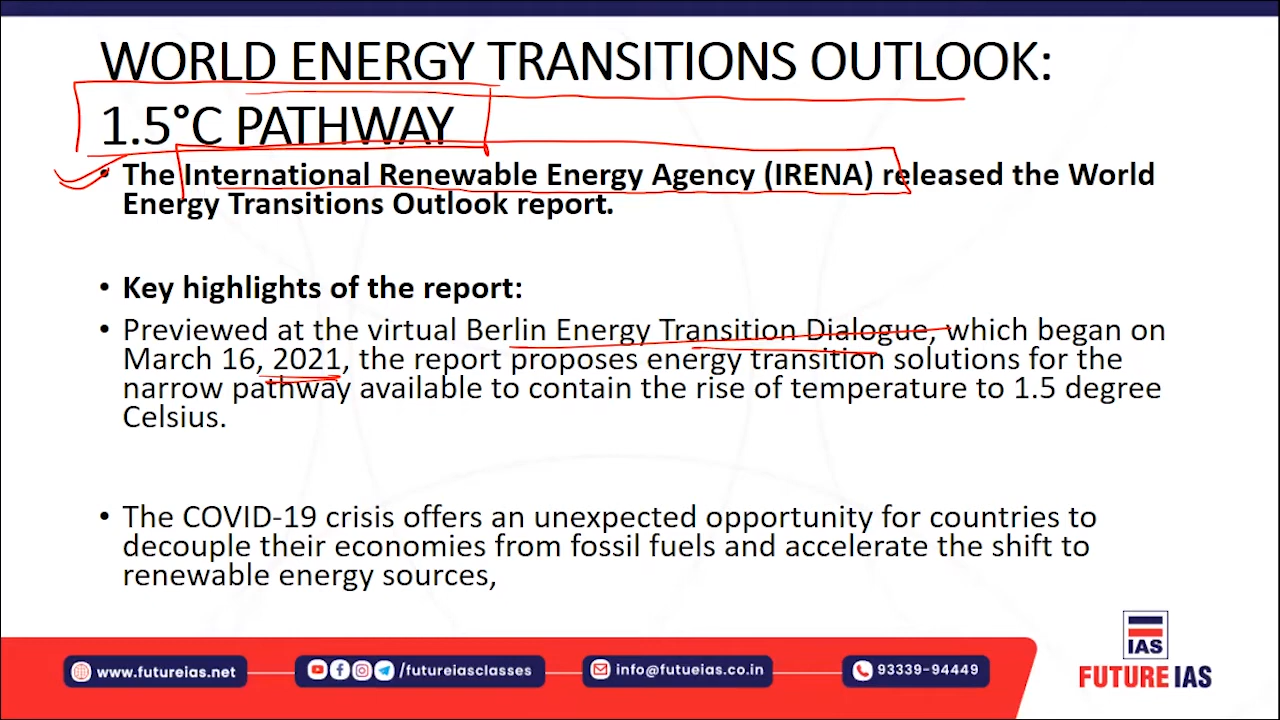 WORLD ENERGY TRANSITIONS OUTLOOK:
1.5°C PATHWAY
• The International Renewable Energy Agency (IRENA) released the World
Energy Transitions Outlook report.
• Key highlights of the report:
• Previewed at the virtual Berlin Energy Transition Dialogue, which began on
March 16, 2021, the report proposes energy transition solutions for the
narrow pathway available to contain the rise of temperature to 1.5 degree
Celsius.
• The COVID-19 crisis offers an unexpected opportunity for countries to
decouple their economies from fossil fuels and accelerate the shift to
renewable energy sources,
IAS
FUTURE IAS
www.futureias.net
/futureiasclasses
info@futueias.co.in
93339-94449